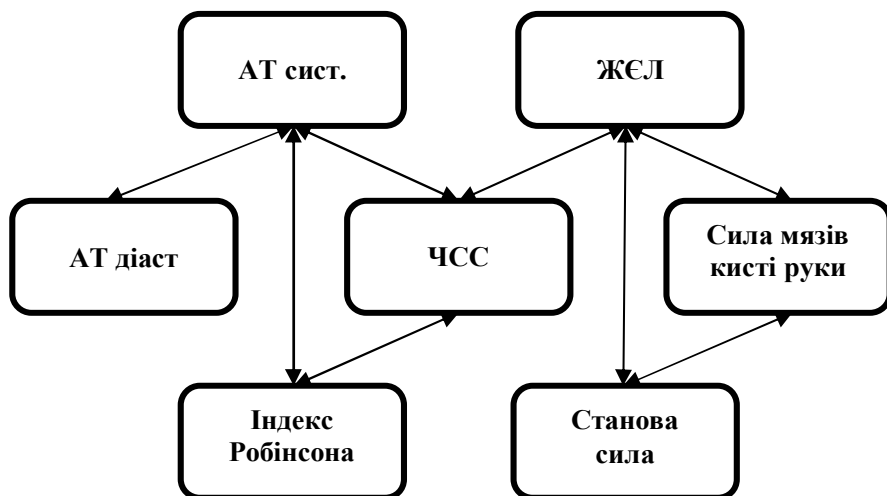 АТ сист.
ЖЄЛ
АТ діаст
ЧСС
Сила мязів
кисті руки
Індекс
Робінсона
Станова
сила